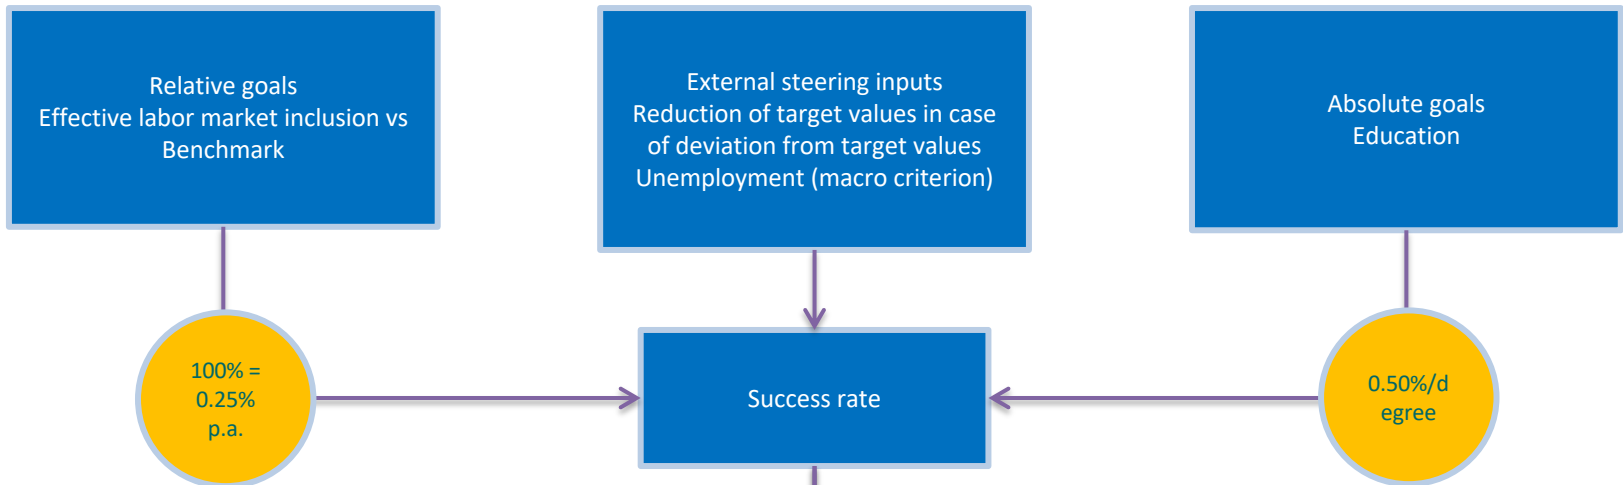 Relative goals
Effective labor market inclusion vs
Benchmark
External steering inputs
Reduction of target values in case
of deviation from target values
Unemployment (macro criterion)
Absolute goals
Education
100% =
0.25%
p.a.
Success rate
0.50%/d
egree